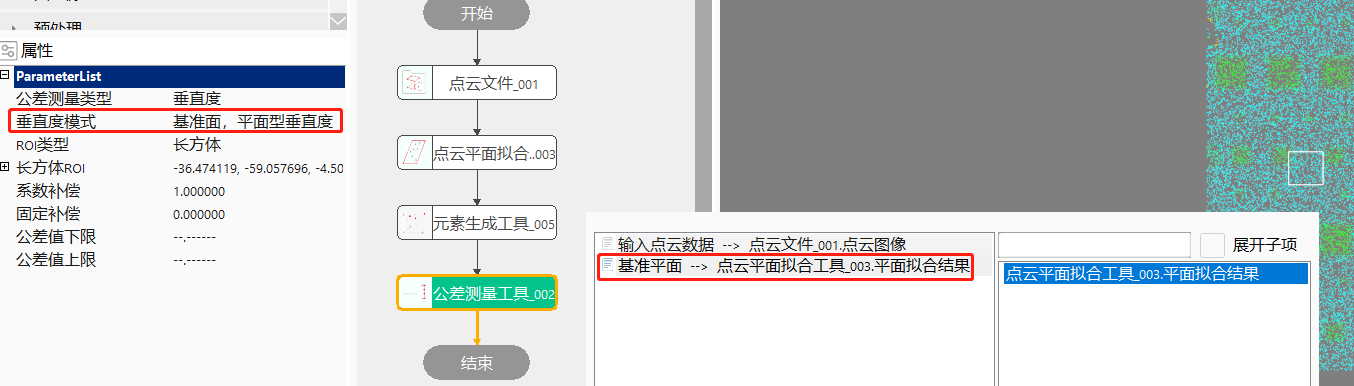 预处理
属性
ParameterList
公差测量类型 垂直度
垂直度模式 基准面，平面型垂直度
ROI类型 长方体
长方体ROI -36.474119, -59.057696, -4.50
系数补偿 1.000000
固定补偿 0.000000
公差值下限 --.------
公差值上限 --.------
开始
点云文件_001
点云平面拟合..003
元素生成工具_005
公差测量工具_002
结束
输入点云数据 --> 点云文件_001.点云图像
基准平面 --> 点云平面拟合工具_003.平面拟合结果
展开子项
点云平面拟合工具_003.平面拟合结果